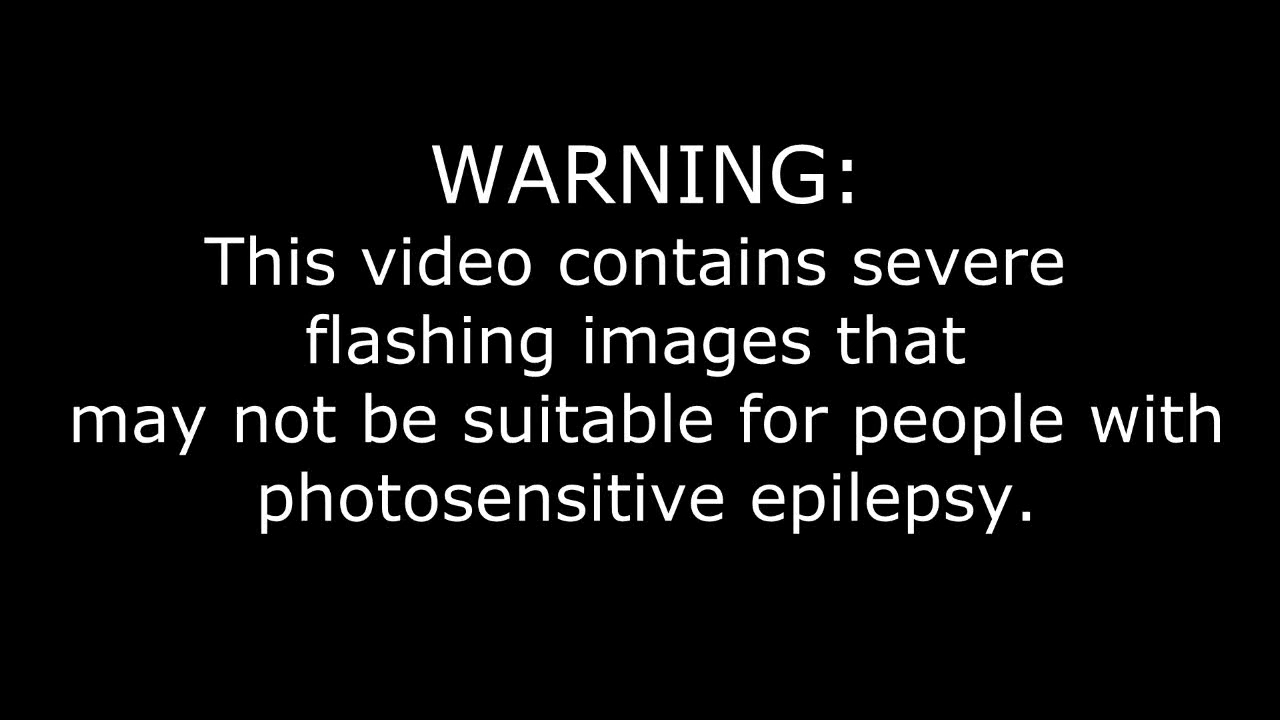 WARNING:
This video contains severe
flashing images that
may not be suitable for people with
photosensitive epilepsy.